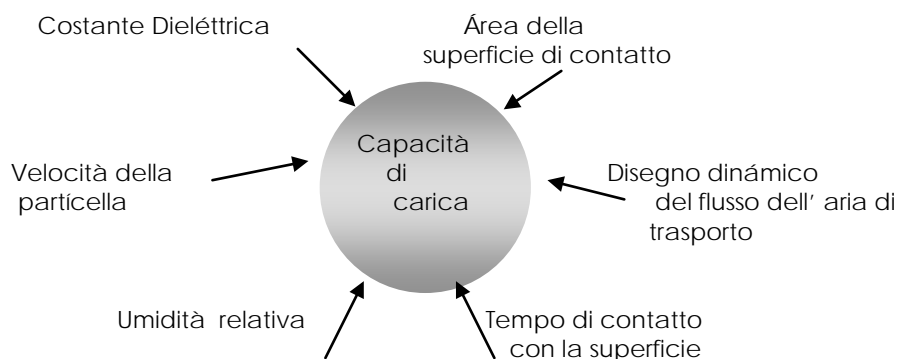 Costante Dieléttrica
Área della
superficie di contatto
Capacità
di
carica
Velocità della
partícella
Disegno dinámico
del flusso dell' aria di
trasporto
Umidità relativa
Tempo di contatto
con la superficie